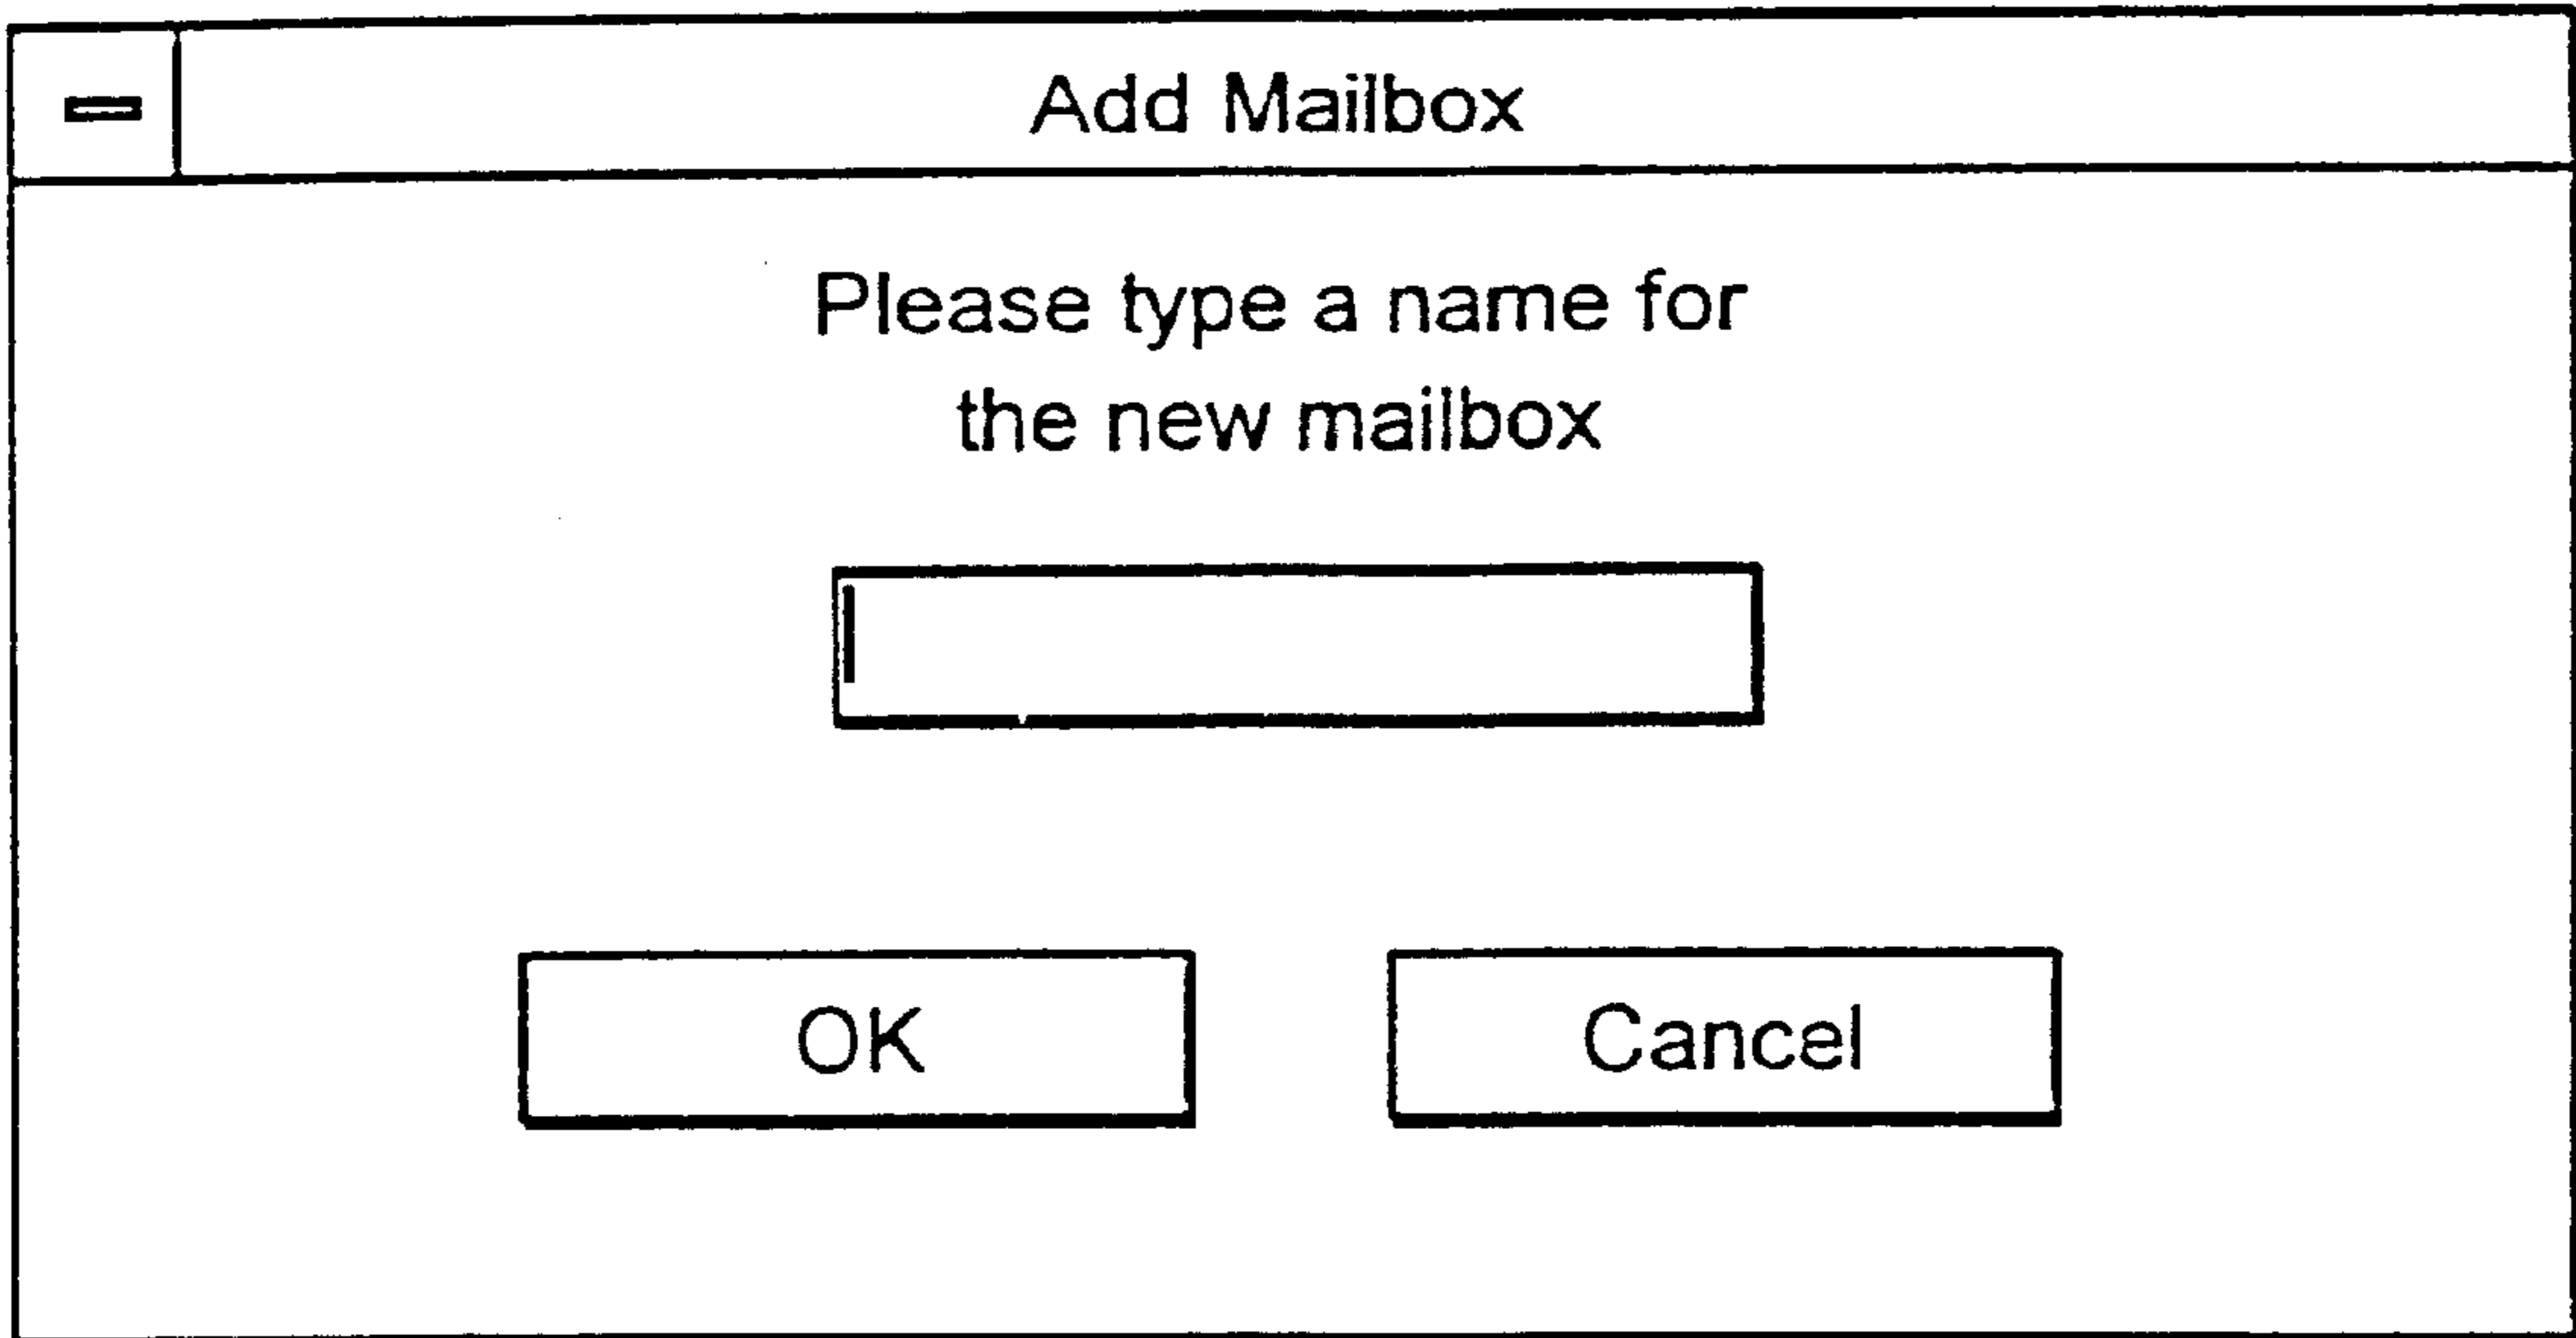 Add Mailbox
Please type a name for
the new mailbox
OK
Cancel